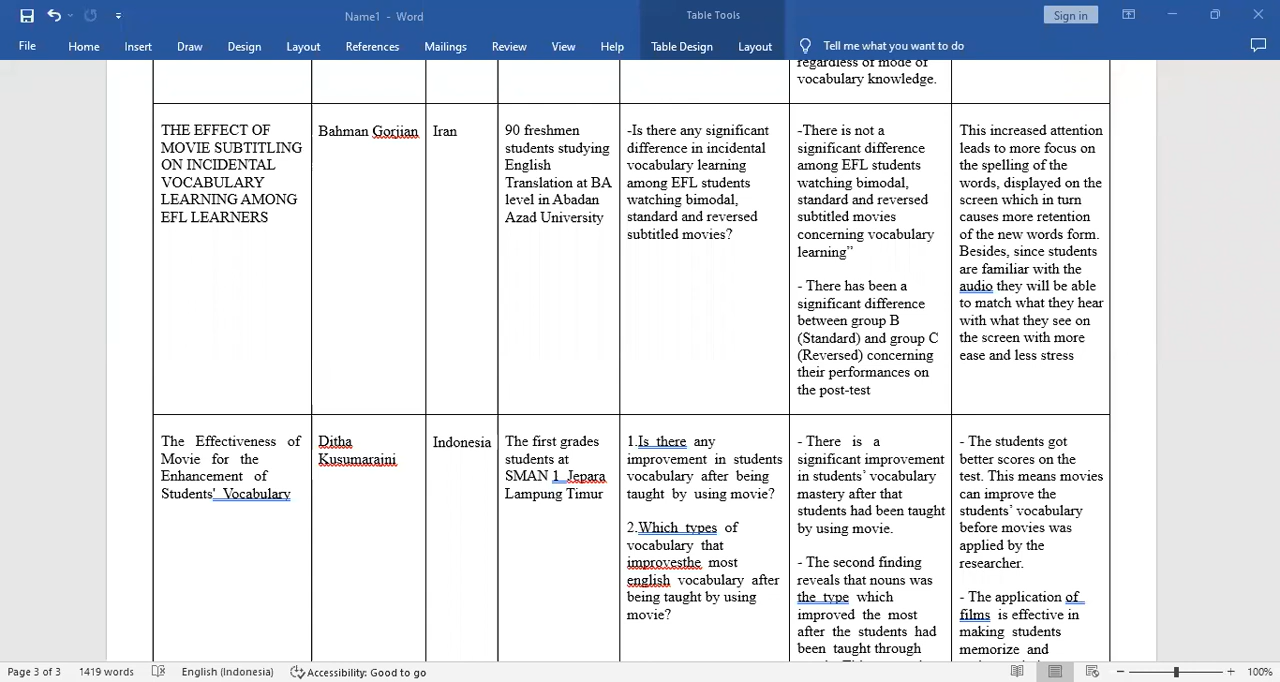 Name1 - Word
Table Tools
Sign in
File Home Insert Draw Design Layout References Mailings Review View Help Table Design Layout Tell me what you want to do
regardless of mode of
vocabulary knowledge.
THE EFFECT OF
MOVIE SUBTITLING
ON INCIDENTAL
VOCABULARY
LEARNING AMONG
EFL LEARNERS
Bahman Gorjian
Iran
90 freshmen
students studying
English
Translation at BA
level in Abadan
Azad University
-Is there any significant
difference in incidental
vocabulary learning
among EFL students
watching bimodal,
standard and reversed
subtitled movies?
-There is not a
significant difference
among EFL students
watching bimodal,
standard and reversed
subtitled movies
concerning vocabulary
learning”
- There has been a
significant difference
between group B
(Standard) and group C
(Reversed) concerning
their performances on
the post-test
This increased attention
leads to more focus on
the spelling of the
words, displayed on the
screen which in turn
causes more retention
of the new words form.
Besides, since students
are familiar with the
audio they will be able
to match what they hear
with what they see on
the screen with more
ease and less stress
The Effectiveness of
Movie for the
Enhancement of
Students' Vocabulary
Ditha
Kusumarajni
Indonesia
The first grades
students at
SMAN 1 Jepara
Lampung Timur
1.Is there any
improvement in students
vocabulary after being
taught by using movie?
2.Which types of
vocabulary that
improvesthe most
english vocabulary after
being taught by using
movie?
- There is a
significant improvement
in students’ vocabulary
mastery after that
students had been taught
by using movie.
- The second finding
reveals that nouns was
the type which
improved the most
after the students had
been taught through
- The students got
better scores on the
test. This means movies
can improve the
students’ vocabulary
before movies was
applied by the
researcher.
- The application of
films is effective in
making students
memorize and
Page 3 of 3 1419 words English (Indonesia) Accessibility: Good to go 100%